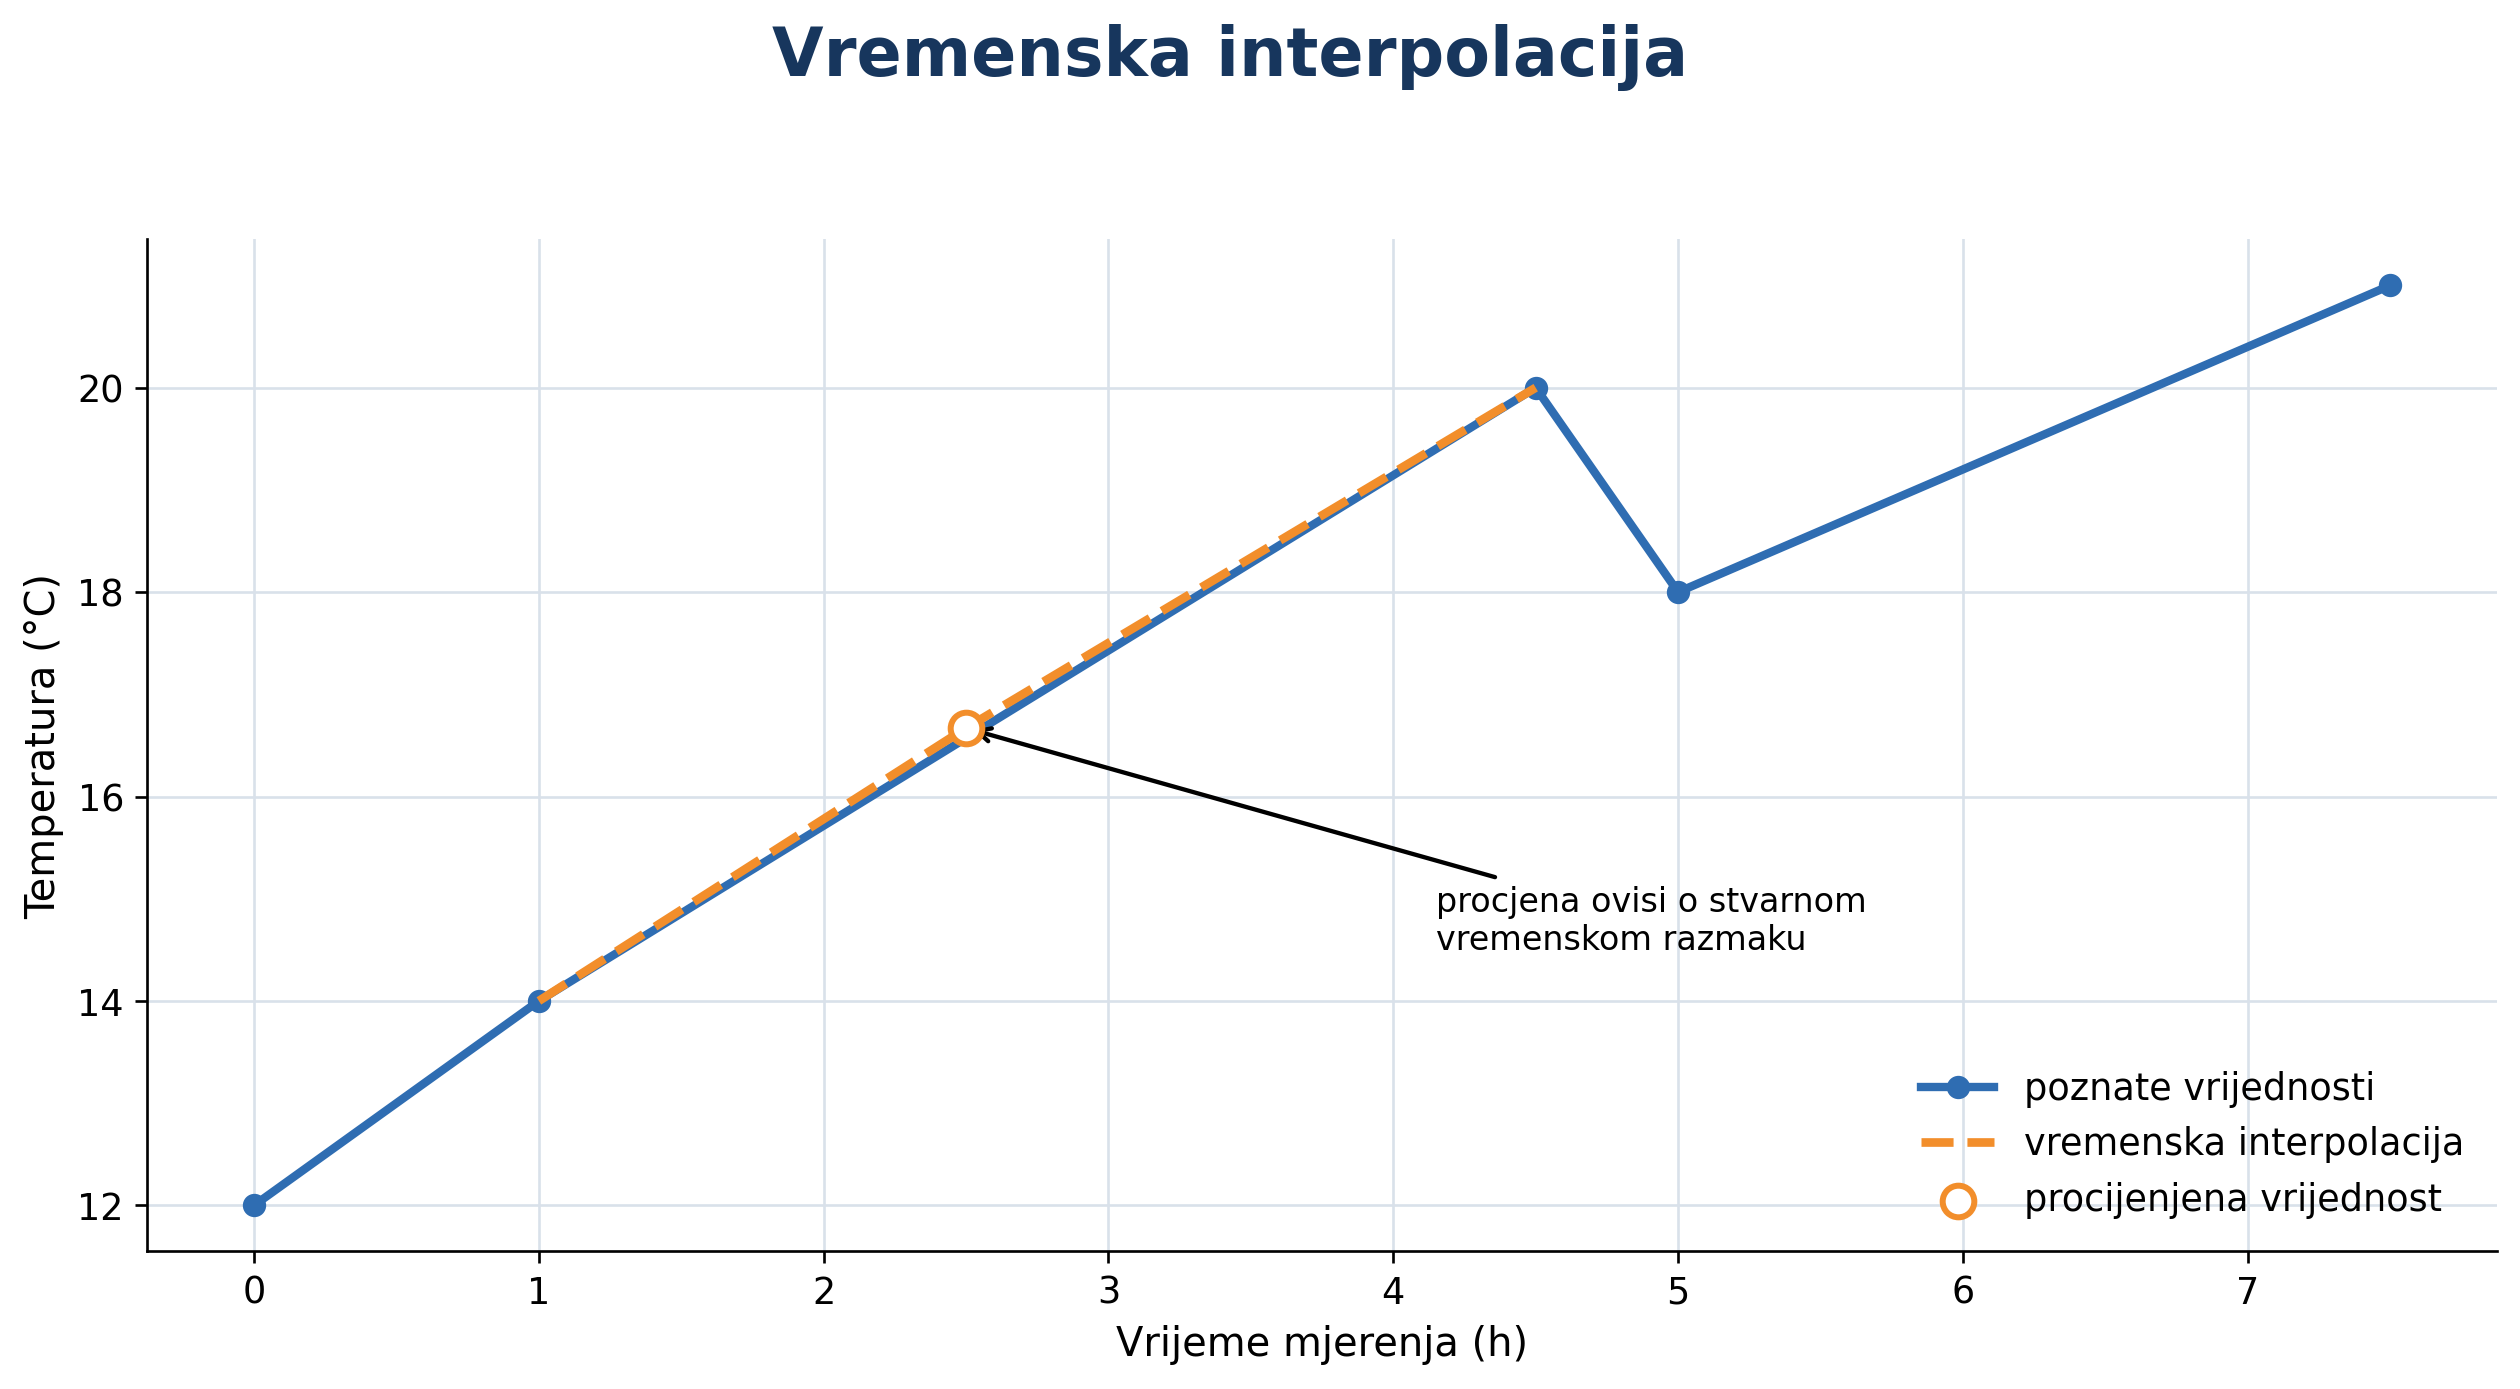 Vremenska interpolacija
Temperatura (°C)
20
18
16
14
12
procjena ovisi o stvarnom
vremenskom razmaku
poznate vrijednosti
vremenska interpolacija
procijenjena vrijednost
0 1 2 3 4 5 6 7
Vrijeme mjerenja (h)